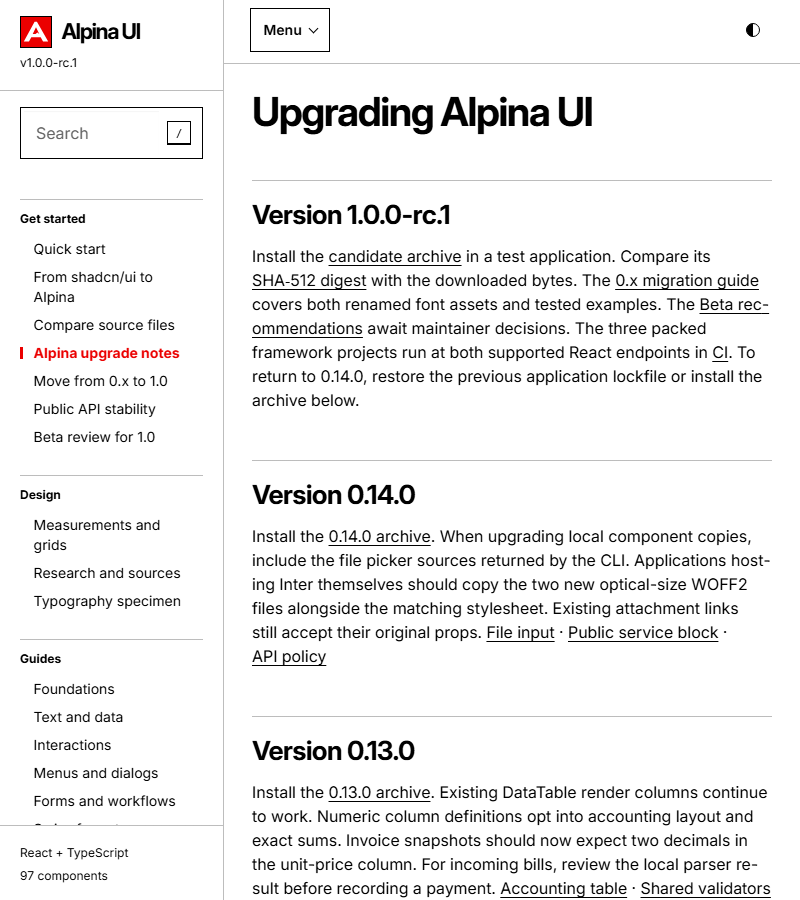 Alpina UI
v1.0.0-rc.1
Search
/
Get started
Quick start
From shadcn/ui to
Alpina
Compare source files
Alpina upgrade notes
Move from 0.x to 1.0
Public API stability
Beta review for 1.0
Design
Measurements and
grids
Research and sources
Typography specimen
Guides
Foundations
Text and data
Interactions
Menus and dialogs
Forms and workflows
React + TypeScript
97 components
Menu
Upgrading Alpina UI
Version 1.0.0-rc.1
Install the candidate archive in a test application. Compare its
SHA-512 digest with the downloaded bytes. The 0.x migration guide
covers both renamed font assets and tested examples. The Beta rec-
ommendations await maintainer decisions. The three packed
framework projects run at both supported React endpoints in CI. To
return to 0.14.0, restore the previous application lockfile or install the
archive below.
Version 0.14.0
Install the 0.14.0 archive. When upgrading local component copies,
include the file picker sources returned by the CLI. Applications host-
ing Inter themselves should copy the two new optical-size WOFF2
files alongside the matching stylesheet. Existing attachment links
still accept their original props. File input · Public service block ·
API policy
Version 0.13.0
Install the 0.13.0 archive. Existing DataTable render columns continue
to work. Numeric column definitions opt into accounting layout and
exact sums. Invoice snapshots should now expect two decimals in
the unit-price column. For incoming bills, review the local parser re-
sult before recording a payment. Accounting table · Shared validators